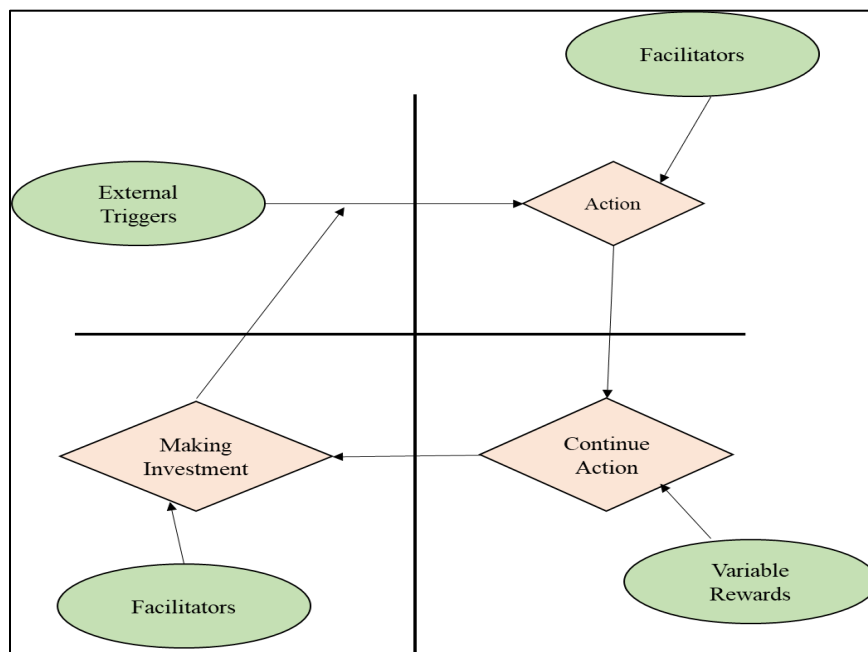 Facilitators
External
Triggers
Action
Making
Investment
Continue
Action
Variable
Rewards
Facilitators